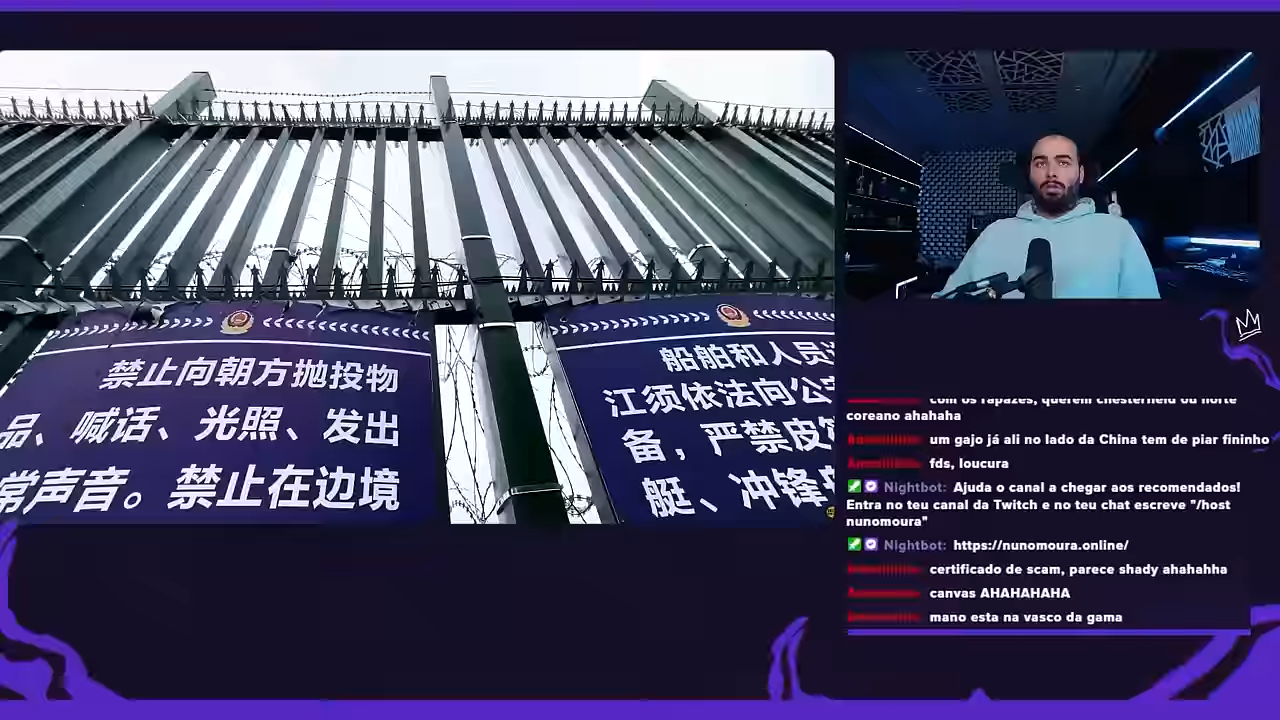 禁止向朝方抛投物
品、喊话、光照、发出
常声音。禁止在边境
船舶和人员
江须依法向公
备，严禁皮
艇、冲锋
com os rapazes, querem chesterfield ou norte
coreano ahahaha
um gajo já ali no lado da China tem de piar fininho
fds, loucura
Nightbot: Ajuda o canal a chegar aos recomendados!
Entra no teu canal da Twitch e no teu chat escreve "/host
nunomoura"
Nightbot: https://nunomoura.online/
certificado de scam, parece shady ahahahha
canvas AHAHAHAHA
mano esta na vasco da gama